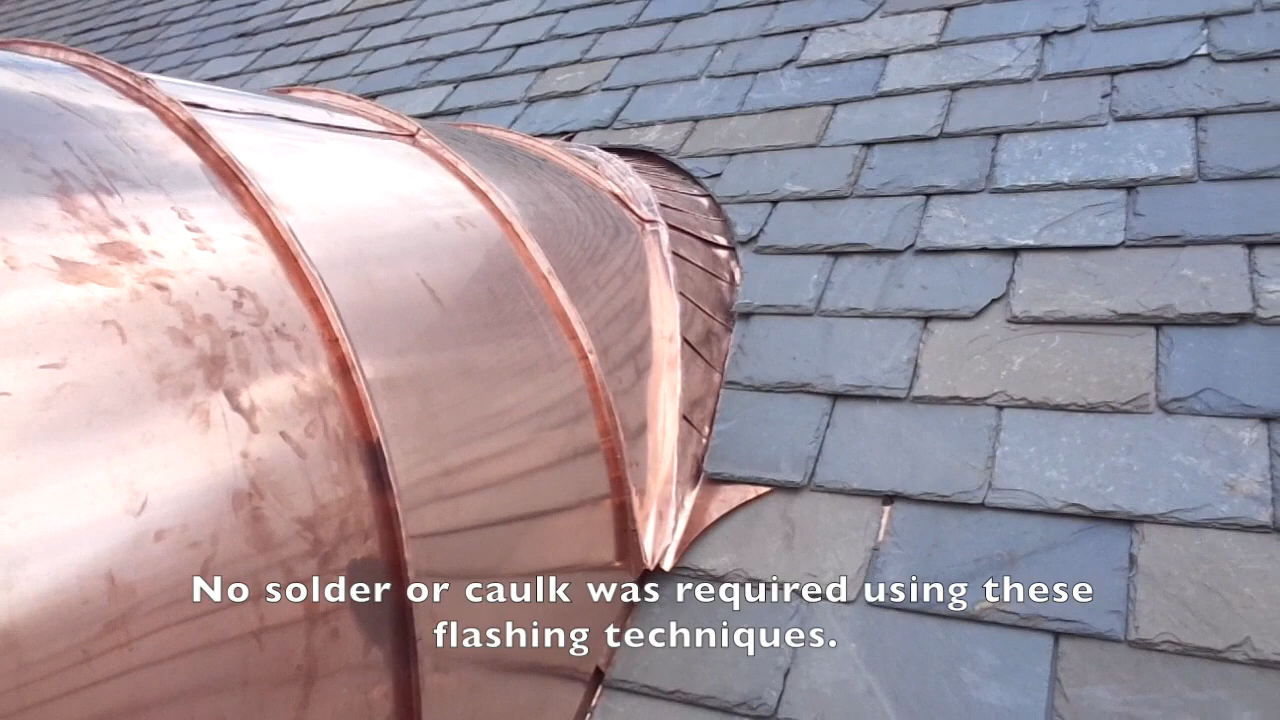 No solder or caulk was required using these
flashing techniques.